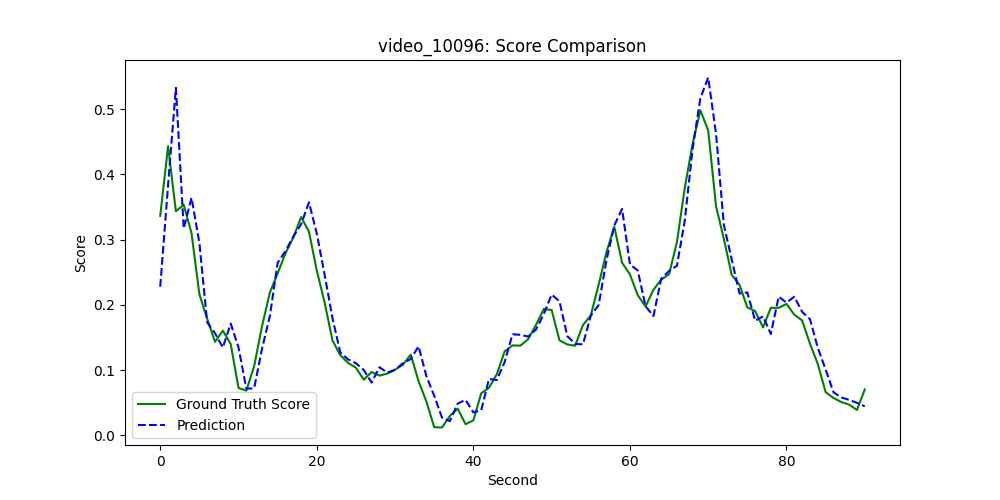 video_10096: Score Comparison
Score
0.5
0.4
0.3
0.2
0.1
0.0
Ground Truth Score
Prediction
0 20 40 60 80
Second